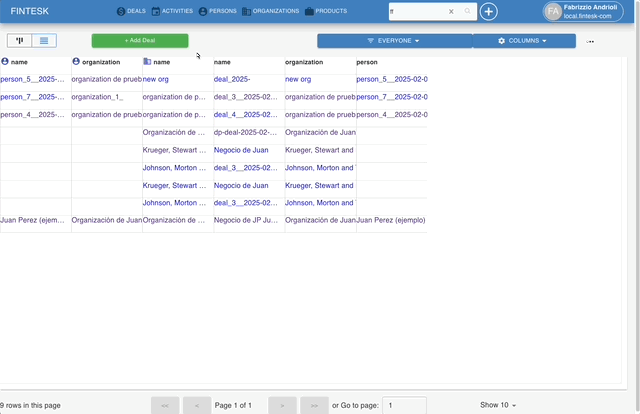 FINTESK DEALS ACTIVITIES PERSONS ORGANIZATIONS PRODUCTS ff FA Fabrizio Andrioli
local.fintesk-com
+ Add Deal EVERYONE COLUMNS ...
name organization name name organization person
person_5__2025-... organization de prueb new org deal_2025- new org person_5__2025-02-0
person_7__2025-... organization_1_ organization de p... deal_3__2025-02... organization de prueb person_7__2025-02-0
person_4__2025-... organization de prueb organization de p... deal_4__2025-02... organization de prueb person_4__2025-02-0
Organización de ... dp-deal-2025-02-... Organización de Juan
Krueger, Stewart ... Negocio de Juan Krueger, Stewart and
Johnson, Morton ... deal_3__2025-02... Johnson, Morton and
Krueger, Stewart ... Negocio de Juan Krueger, Stewart and
Johnson, Morton ... deal_3__2025-02... Johnson, Morton and
Juan Perez (ejem... Organización de Juan Organización de ... Negocio de JP Ju... Organización de Juan Juan Perez (ejemplo)
9 rows in this page << < Page 1 of 1 > >> or Go to page: 1 Show 10